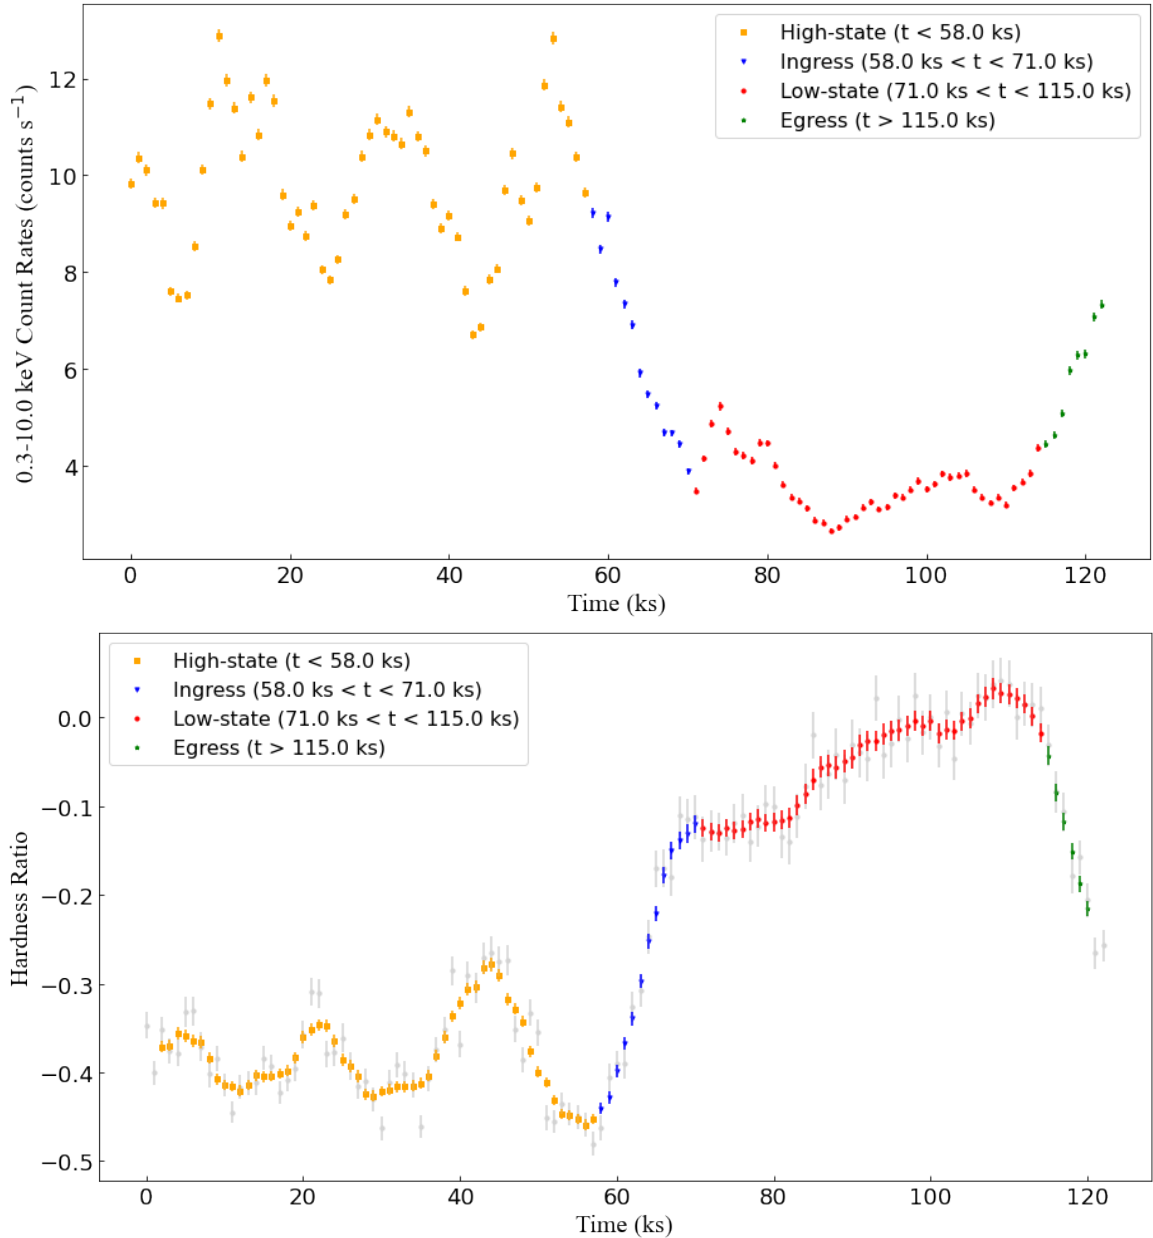 0.3-10.0 keV Count Rates (counts s⁻¹)
12
10
8
6
4
High-state (t < 58.0 ks)
Ingress (58.0 ks < t < 71.0 ks)
Low-state (71.0 ks < t < 115.0 ks)
Egress (t > 115.0 ks)
0 20 40 60 80 100 120
Time (ks)
Hardness Ratio
0.0
−0.1
−0.2
−0.3
−0.4
−0.5
High-state (t < 58.0 ks)
Ingress (58.0 ks < t < 71.0 ks)
Low-state (71.0 ks < t < 115.0 ks)
Egress (t > 115.0 ks)
0 20 40 60 80 100 120
Time (ks)